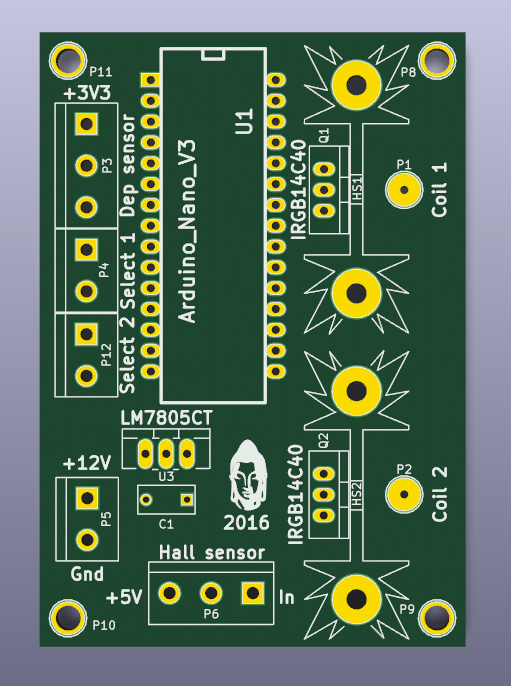 P11
P8
+3V3
P3
Dep sensor
U1
Arduino_Nano_V3
Q1
IRGB14C40
HS1
P1
Coil 1
P4
Select 1
P12
Select 2
LM7805CT
U3
+12V
P5
Gnd
C1
2016
Q2
IRGB14C40
HS2
P2
Coil 2
Hall sensor
+5V
P6
In
P10
P9